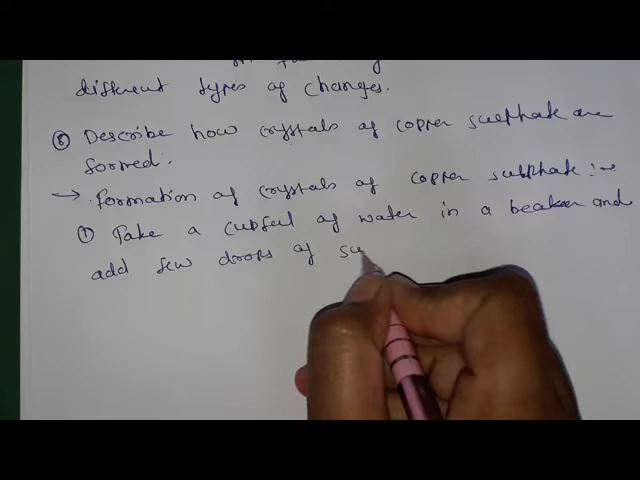 different types of changes.
⑧ Describe how crystals of copper sulphate are
formed.
→ Formation of crystals of copper sulphate :→
① Take a cupful of water in a beaker and
add few drops of su